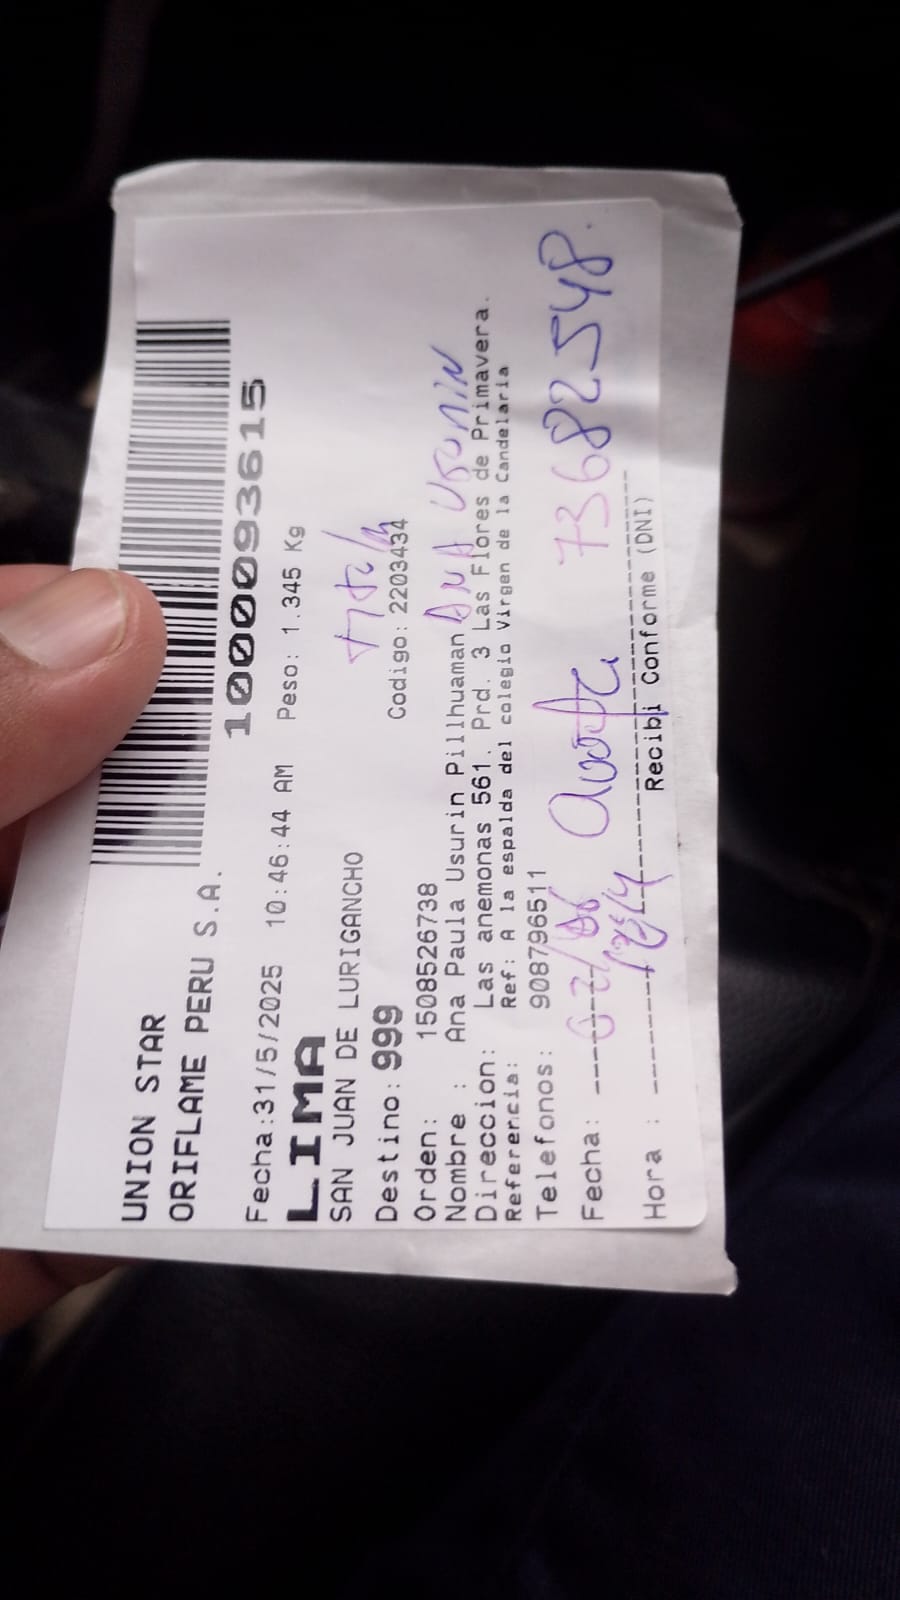 UNION STAR
ORIFLAME PERU S.A.
1000093615
Fecha:31/5/2025 10:46:44 AM Peso: 1.345 Kg
LIMA
SAN JUAN DE LURIGANCHO
Destino: 999 Codigo: 2203434
Orden: 1508526738
Nombre : Ana Paula Usurin Pillhuaman ANA USURIN
Direccion: Las anemonas 561. Prd. 3 Las Flores de Primavera.
Referencia: Ref: A la espalda del colegio Virgen de la Candelaria
Telefonos: 908796511
Fecha: 73682548
Hora : Recibi Conforme (DNI)